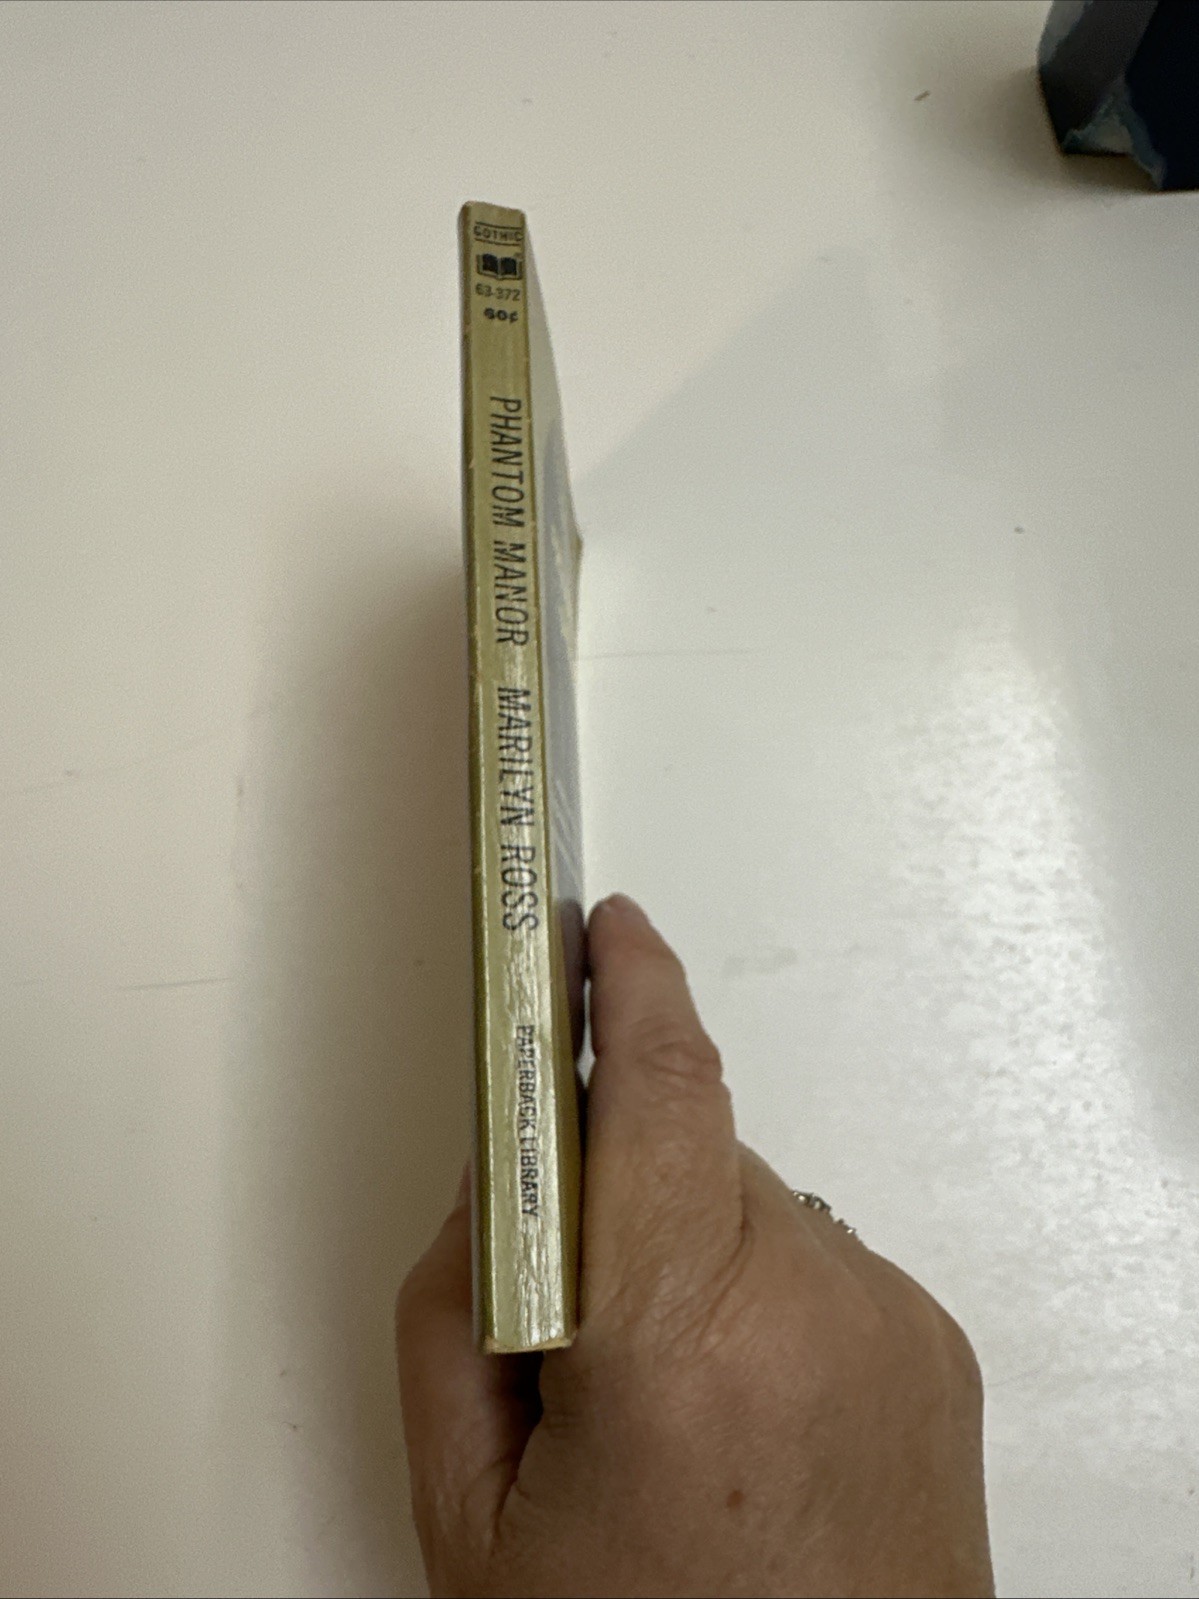 GOTHIC
63-372
60¢
PHANTOM MANOR MARILYN ROSS PAPERBACK LIBRARY